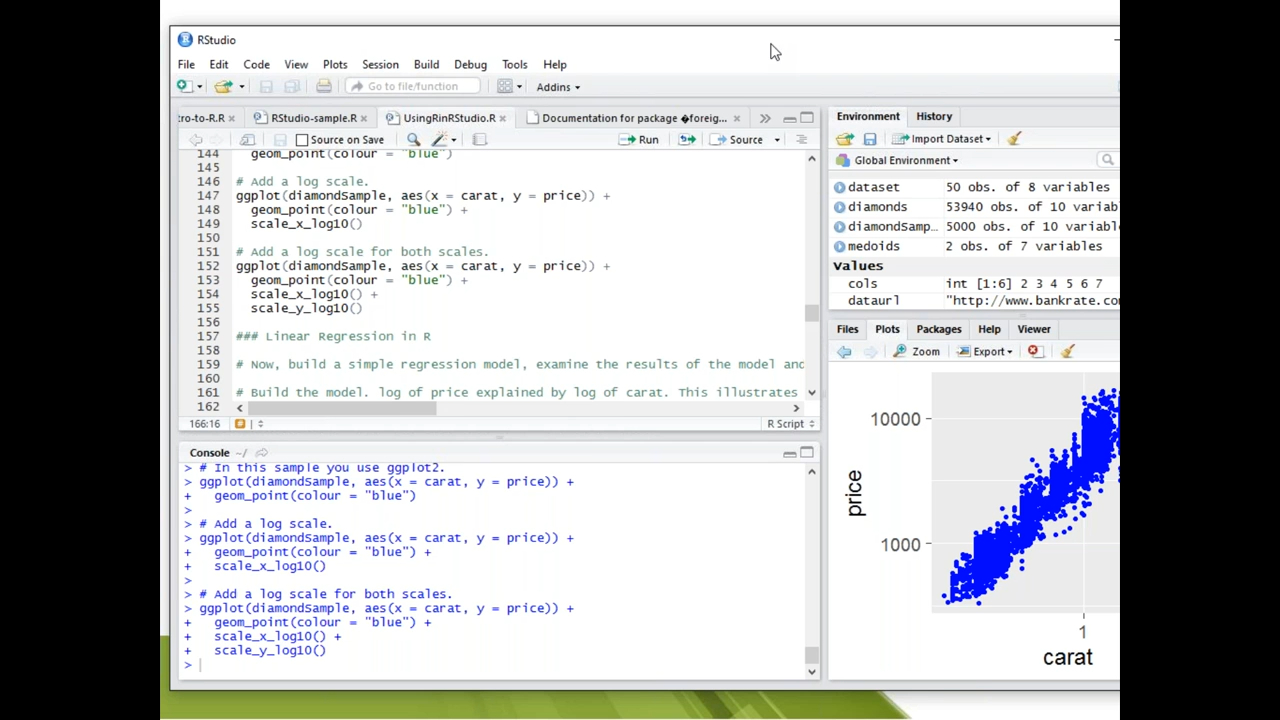 RStudio
File Edit Code View Plots Session Build Debug Tools Help
Go to file/function Addins
tro-to-R.R RStudio-sample.R UsingRinRStudio.R Documentation for package �foreig...
Source on Save Run Source
144 geom_point(colour = "blue")
145
146 # Add a log scale.
147 ggplot(diamondSample, aes(x = carat, y = price)) +
148 geom_point(colour = "blue") +
149 scale_x_log10()
150
151 # Add a log scale for both scales.
152 ggplot(diamondSample, aes(x = carat, y = price)) +
153 geom_point(colour = "blue") +
154 scale_x_log10() +
155 scale_y_log10()
156
157 ### Linear Regression in R
158
159 # Now, build a simple regression model, examine the results of the model and
160
161 # Build the model. log of price explained by log of carat. This illustrates
162
166:16 R Script
Console ~/
> # In this sample you use ggplot2.
> ggplot(diamondSample, aes(x = carat, y = price)) +
+ geom_point(colour = "blue")
>
> # Add a log scale.
> ggplot(diamondSample, aes(x = carat, y = price)) +
+ geom_point(colour = "blue") +
+ scale_x_log10()
>
> # Add a log scale for both scales.
> ggplot(diamondSample, aes(x = carat, y = price)) +
+ geom_point(colour = "blue") +
+ scale_x_log10() +
+ scale_y_log10()
>
Environment History
Import Dataset
Global Environment
dataset 50 obs. of 8 variables
diamonds 53940 obs. of 10 variables
diamondSamp... 5000 obs. of 10 variables
medoids 2 obs. of 7 variables
Values
cols int [1:6] 2 3 4 5 6 7
dataurl "http://www.bankrate.co
Files Plots Packages Help Viewer
Zoom Export
10000
price
1000
1
carat